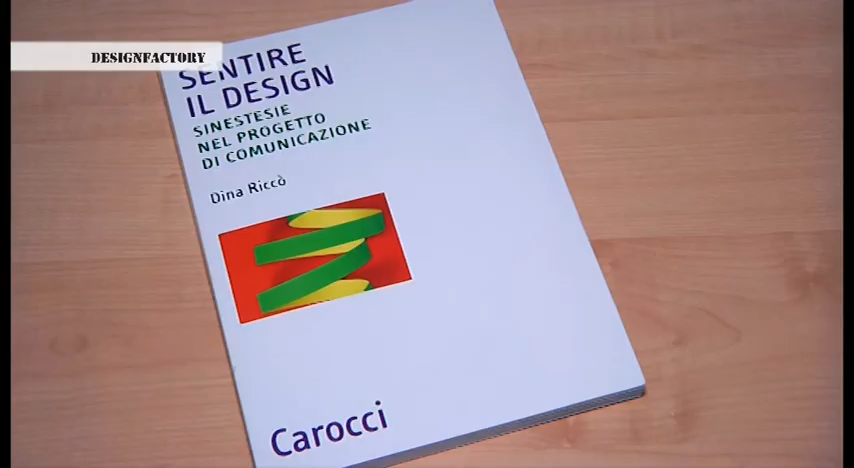 DESIGNFACTORY
SENTIRE
IL DESIGN
SINESTESIE
NEL PROGETTO
DI COMUNICAZIONE
Dina Riccò
Carocci